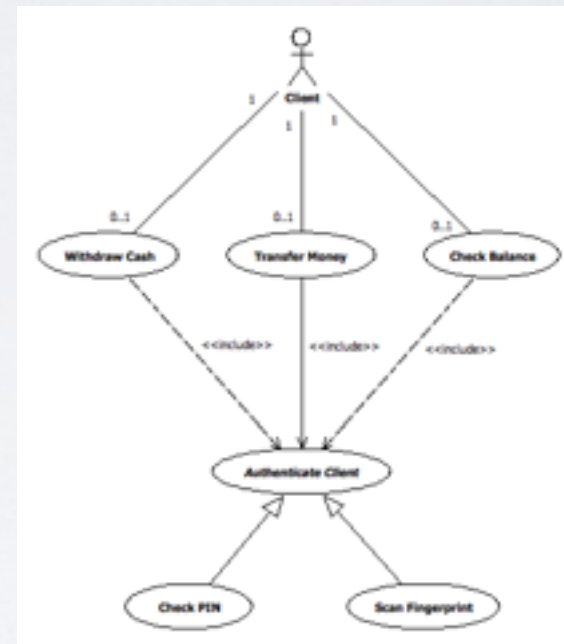 Client
1
1
1
0..1
0..1
0..1
Withdraw Cash
Transfer Money
Check Balance
<<include>>
<<include>>
<<include>>
Authenticate Client
Check PIN
Scan Fingerprint